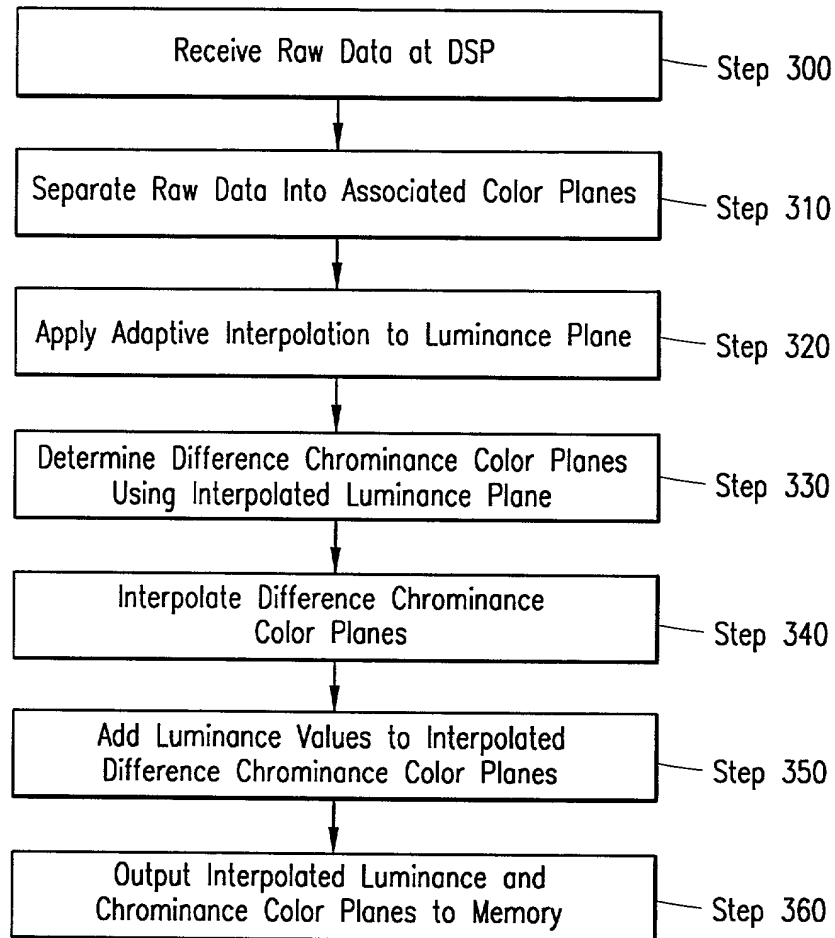 Receive Raw Data at DSP
Step 300
Separate Raw Data Into Associated Color Planes
Step 310
Apply Adaptive Interpolation to Luminance Plane
Step 320
Determine Difference Chrominance Color Planes
Using Interpolated Luminance Plane
Step 330
Interpolate Difference Chrominance
Color Planes
Step 340
Add Luminance Values to Interpolated
Difference Chrominance Color Planes
Step 350
Output Interpolated Luminance and
Chrominance Color Planes to Memory
Step 360